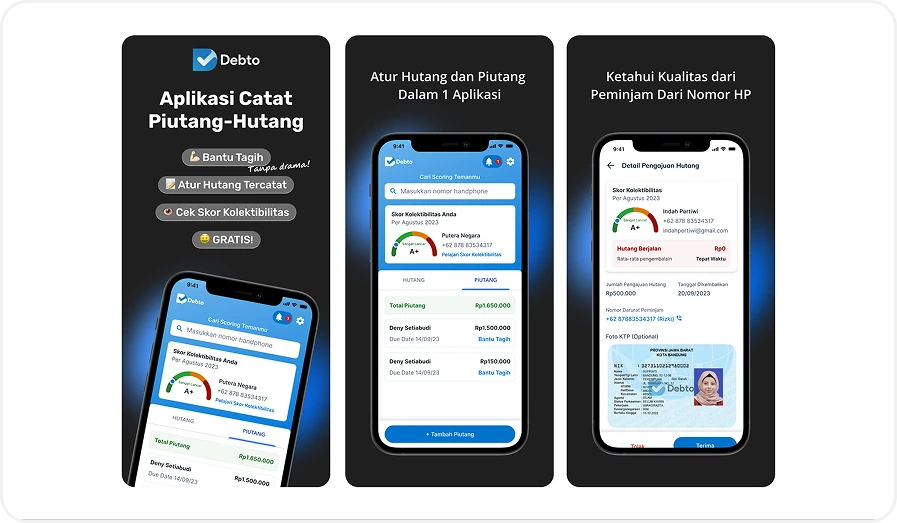 Debto
Aplikasi Catat
Piutang-Hutang
💪🏻 Bantu Tagih
Tanpa drama!
📝 Atur Hutang Tercatat
👁️ Cek Skor Kolektibilitas
🤑 GRATIS!
9:41
Debto
1
Cari Scoring Temanmu
Masukkan nomor handphone
Skor Kolektibilitas Anda
Per Agustus 2023
Sangat Lancar
A+
Putera Negara
+62 878 83534317
Pelajari Skor Kolektibilitas
HUTANG
PIUTANG
Total Piutang
Rp1.650.000
Deny Setiabudi
Due Date 14/09/23
Rp1.500.000
Atur Hutang dan Piutang
Dalam 1 Aplikasi
9:41
Debto
1
Cari Scoring Temanmu
Masukkan nomor handphone
Skor Kolektibilitas Anda
Per Agustus 2023
Sangat Lancar
A+
Putera Negara
+62 878 83534317
Pelajari Skor Kolektibilitas
HUTANG
PIUTANG
Total Piutang
Rp1.650.000
Deny Setiabudi
Rp1.500.000
Due Date 14/09/23
Bantu Tagih
Deny Setiabudi
Rp150.000
Due Date 14/09/23
Bantu Tagih
+ Tambah Piutang
Ketahui Kualitas dari
Peminjam Dari Nomor HP
9:41
Detail Pengajuan Hutang
Skor Kolektibilitas
Per Agustus 2023
Sangat Lancar
A+
Indah Pertiwi
+62 878 83534317
indahpertiwi@gmail.com
Hutang Berjalan
Rp0
Rata-rata pengembalain
Tepat Waktu
Jumlah Pengajuan Hutang
Tanggal Dikembalikan
Rp500.000
20/09/2023
Nomor Darurat Peminjam
+62 87883534317 (Rizki)
Foto KTP (Optional)
PROVINSI JAWA BARAT
KOTA BANDUNG
NIK
Debto
Tolak
Terima